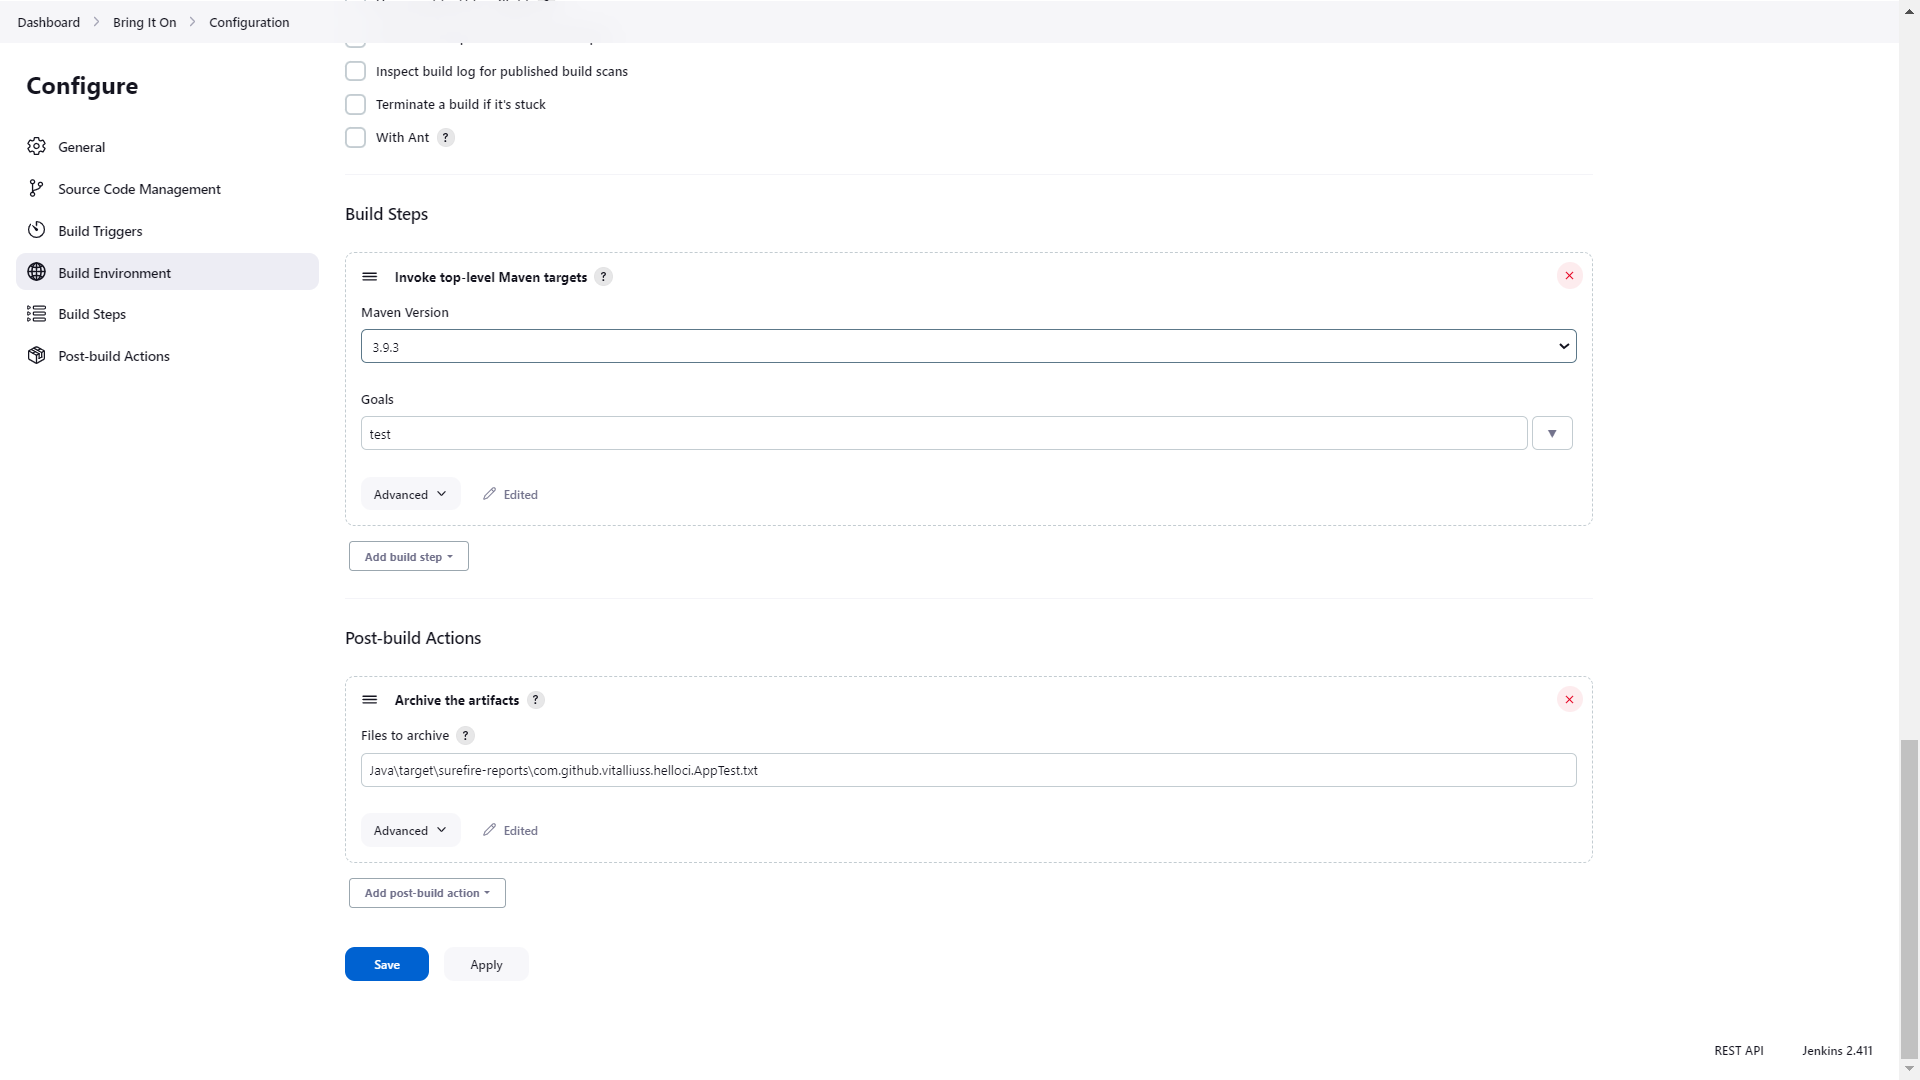 Dashboard
Bring It On
Configuration
Configure
General
Source Code Management
Build Triggers
Build Environment
Build Steps
Post-build Actions
Inspect build log for published build scans
Terminate a build if it's stuck
With Ant ?
Build Steps
Invoke top-level Maven targets ?
Maven Version
3.9.3
Goals
test
Advanced
Edited
Add build step
Post-build Actions
Archive the artifacts ?
Files to archive ?
Java\target\surefire-reports\com.github.vitalliuss.helloci.AppTest.txt
Advanced
Edited
Add post-build action
Save
Apply
REST API
Jenkins 2.411